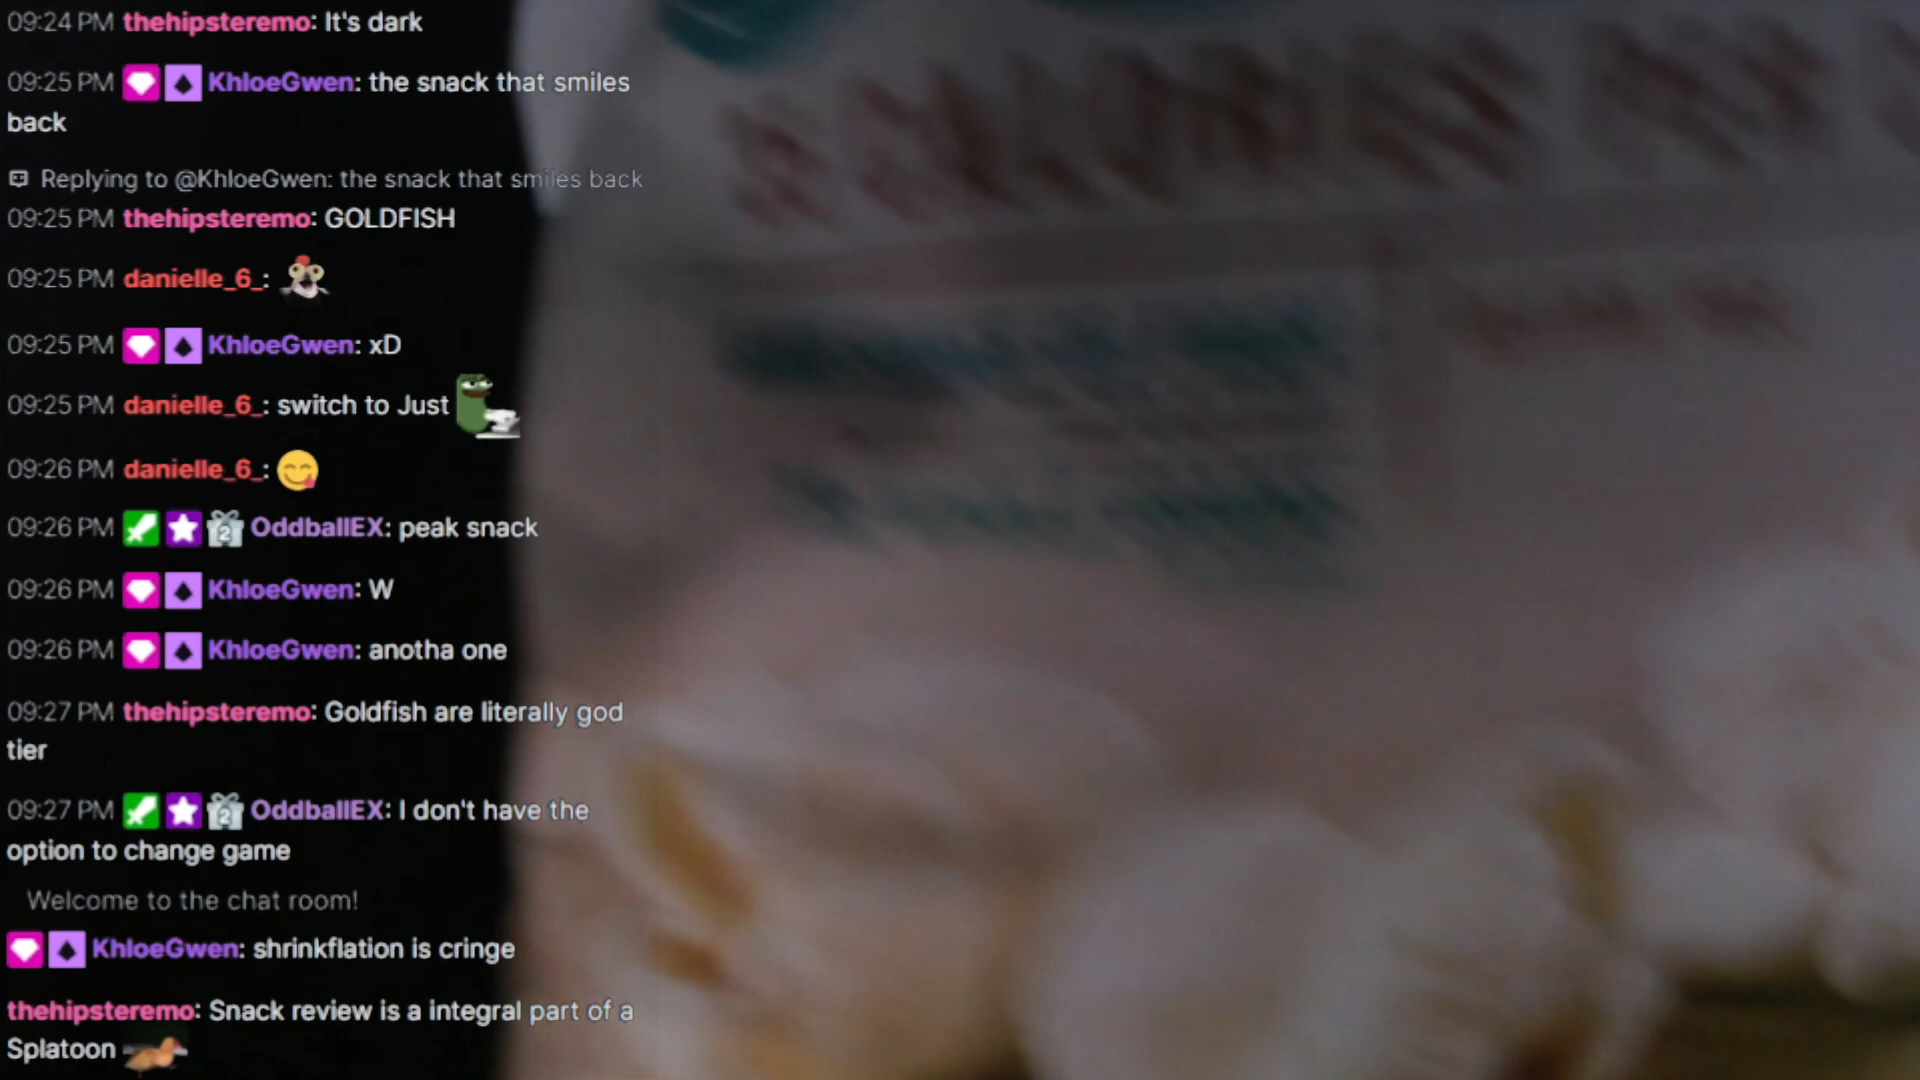 09:24 PM thehipsteremo: It's dark
09:25 PM KhloeGwen: the snack that smiles
back
Replying to @KhloeGwen: the snack that smiles back
09:25 PM thehipsteremo: GOLDFISH
09:25 PM danielle_6_:
09:25 PM KhloeGwen: xD
09:25 PM danielle_6_: switch to Just
09:26 PM danielle_6_: 😋
09:26 PM 2 OddballEX: peak snack
09:26 PM KhloeGwen: W
09:26 PM KhloeGwen: anotha one
09:27 PM thehipsteremo: Goldfish are literally god
tier
09:27 PM 2 OddballEX: I don't have the
option to change game
Welcome to the chat room!
KhloeGwen: shrinkflation is cringe
thehipsteremo: Snack review is a integral part of a
Splatoon